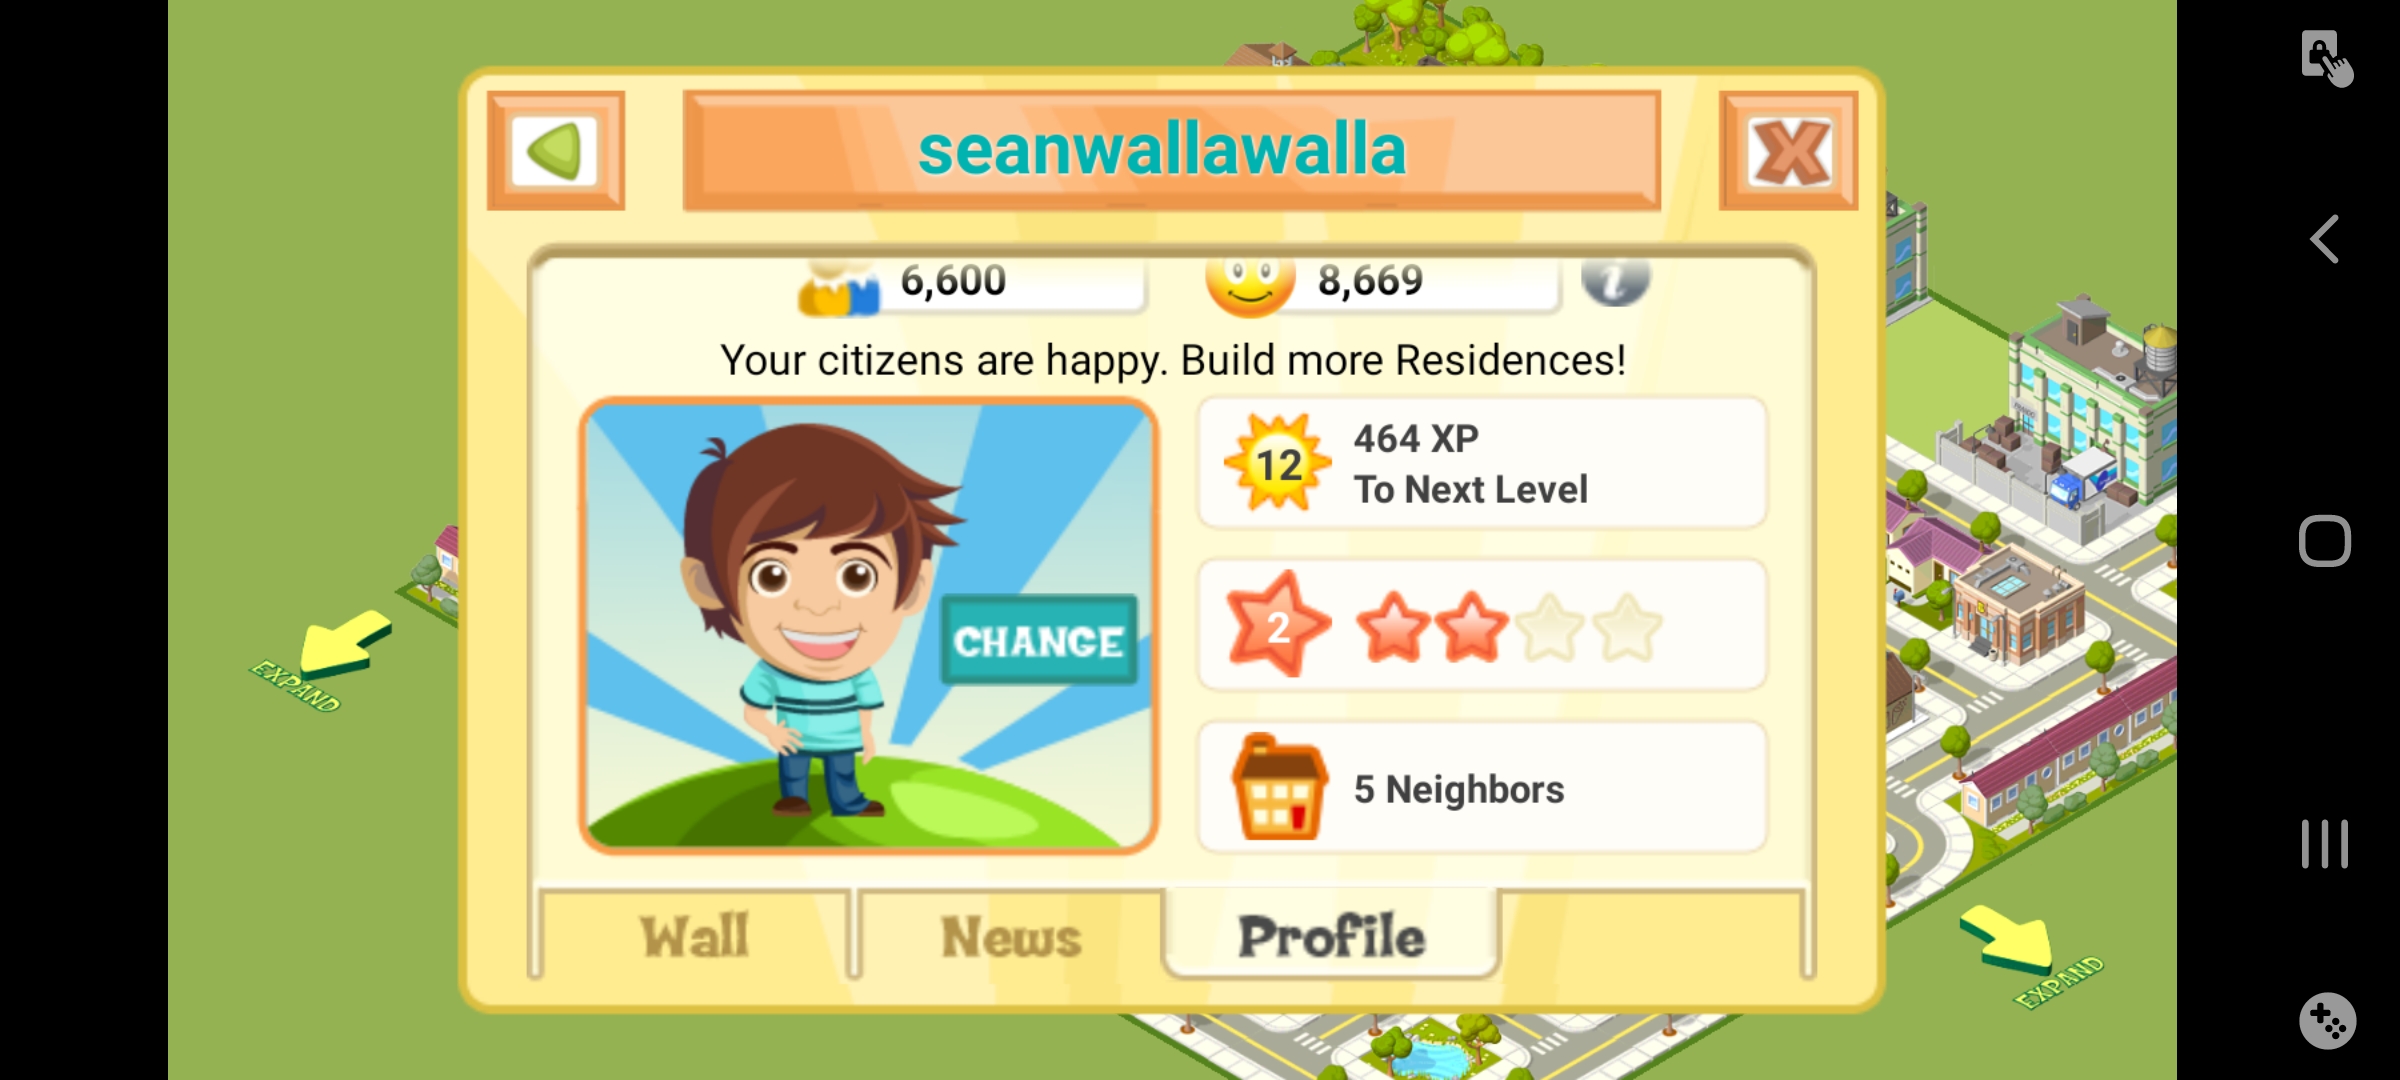 seanwallawalla
6,600
8,669
i
Your citizens are happy. Build more Residences!
12
464 XP
To Next Level
2
CHANGE
5 Neighbors
Wall
News
Profile
EXPAND
EXPAND